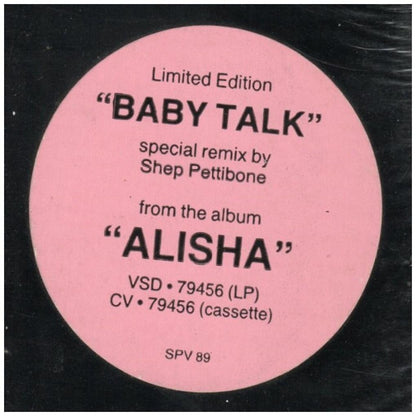 Limited Edition
“BABY TALK”
special remix by
Shep Pettibone
from the album
“ALISHA”
VSD • 79456 (LP)
CV • 79456 (cassette)
SPV 89